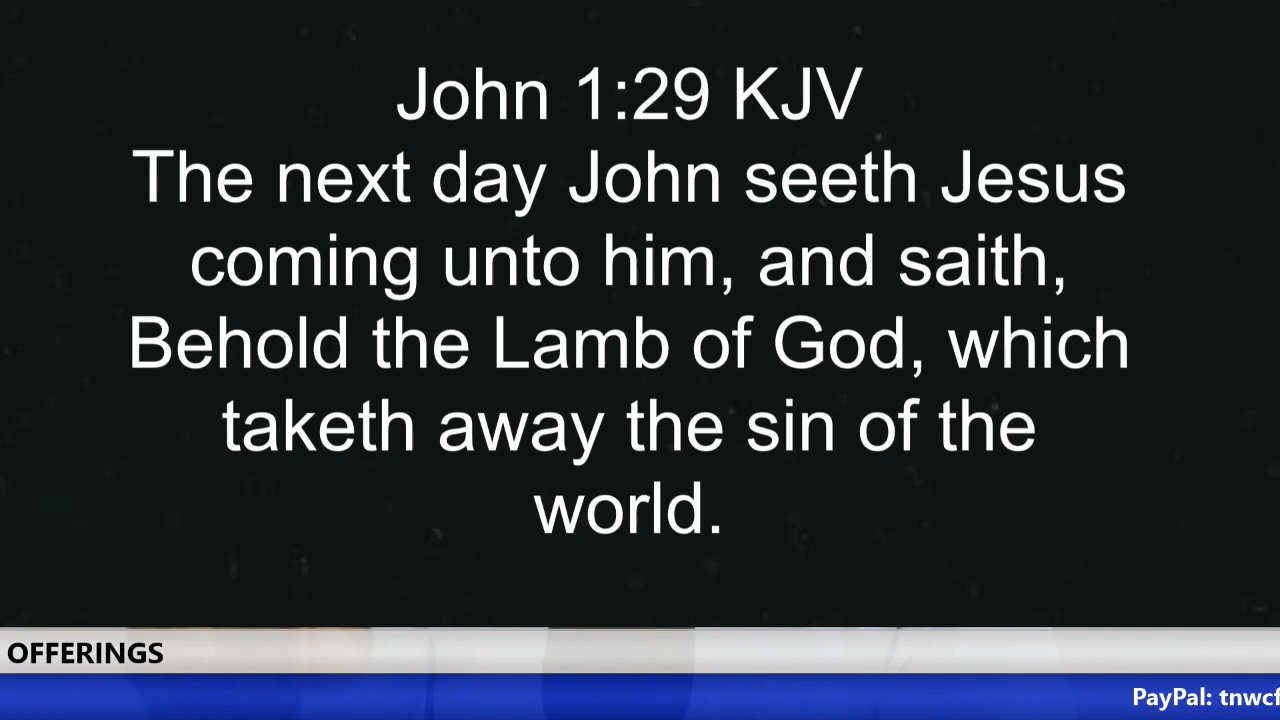 John 1:29 KJV
The next day John seeth Jesus
coming unto him, and saith,
Behold the Lamb of God, which
taketh away the sin of the
world.
OFFERINGS
PayPal: